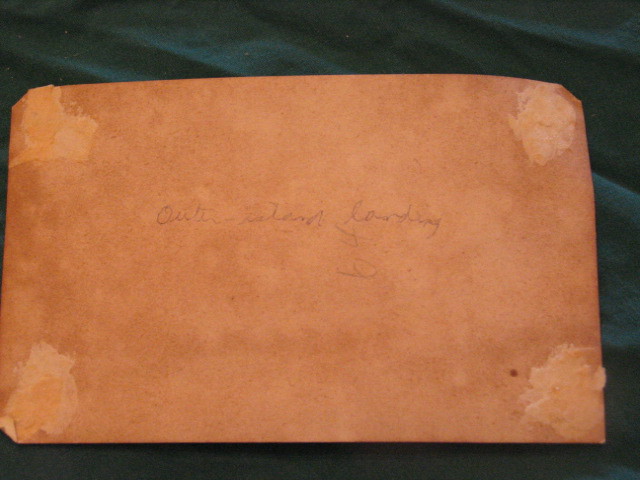 Outer island landing